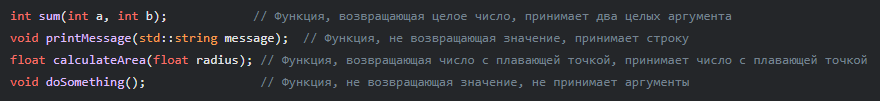 int sum(int a, int b);            // Функция, возвращающая целое число, принимает два целых аргумента
void printMessage(std::string message);  // Функция, не возвращающая значение, принимает строку
float calculateArea(float radius); // Функция, возвращающая число с плавающей точкой, принимает число с плавающей точкой
void doSomething();                // Функция, не возвращающая значение, не принимает аргументы